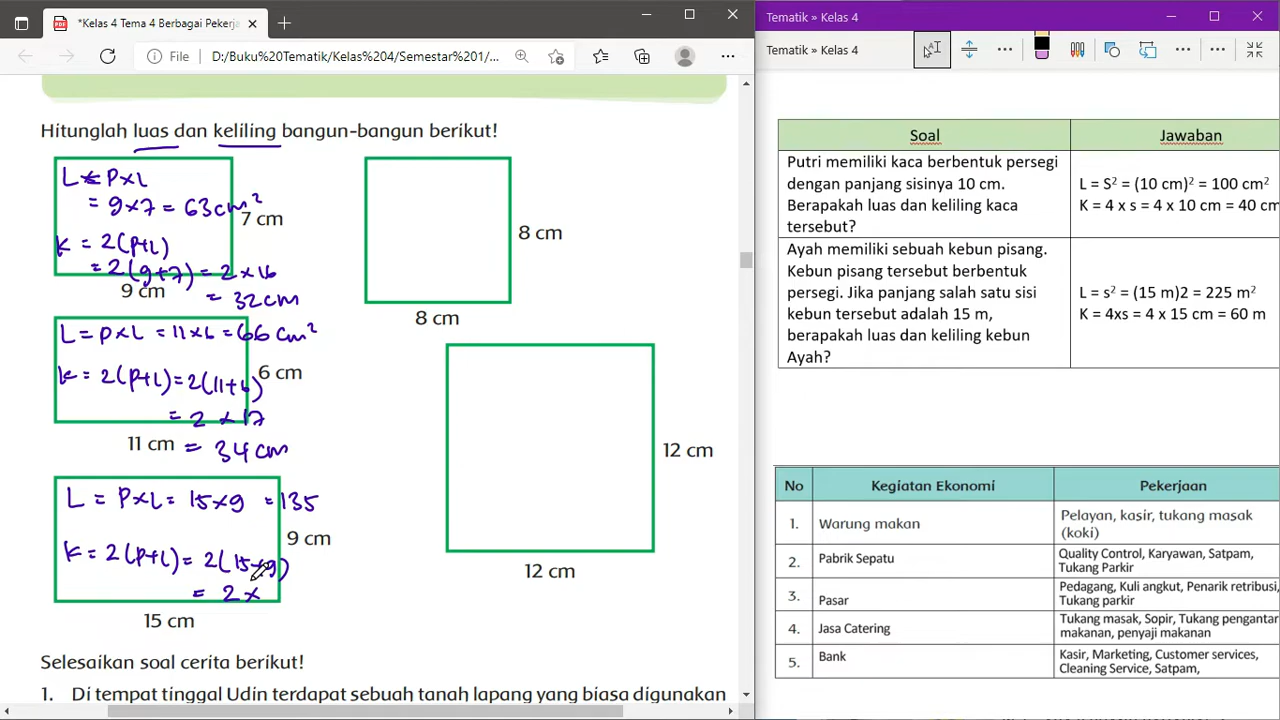 *Kelas 4 Tema 4 Berbagai Pekerja
File
D:/Buku%20Tematik/Kelas%204/Semestar%201/...
Hitunglah luas dan keliling bangun-bangun berikut!
L = P×L
= 9×7 = 63cm²
7 cm
K = 2(P+L)
= 2(9+7) = 2×16
9 cm
= 32cm
L = P×L = 11×6 = 66 cm²
6 cm
K = 2(P+L) = 2(11+6)
= 2 × 17
11 cm
= 34cm
L = P×L = 15×9 = 135
9 cm
K = 2(P+L) = 2(15+9)
= 2×
15 cm
8 cm
8 cm
12 cm
12 cm
Selesaikan soal cerita berikut!
1. Di tempat tinggal Udin terdapat sebuah tanah lapang yang biasa digunakan
Tematik » Kelas 4
Tematik » Kelas 4
Soal Jawaban
Putri memiliki kaca berbentuk persegi
dengan panjang sisinya 10 cm.
Berapakah luas dan keliling kaca
tersebut?
L = S² = (10 cm)² = 100 cm²
K = 4 x s = 4 x 10 cm = 40 cm
Ayah memiliki sebuah kebun pisang.
Kebun pisang tersebut berbentuk
persegi. Jika panjang salah satu sisi
kebun tersebut adalah 15 m,
berapakah luas dan keliling kebun
Ayah?
L = s² = (15 m)2 = 225 m²
K = 4xs = 4 x 15 cm = 60 m
No Kegiatan Ekonomi Pekerjaan
1. Warung makan Pelayan, kasir, tukang masak
(koki)
2. Pabrik Sepatu Quality Control, Karyawan, Satpam,
Tukang Parkir
3. Pasar Pedagang, Kuli angkut, Penarik retribusi,
Tukang parkir
4. Jasa Catering Tukang masak, Sopir, Tukang pengantar
makanan, penyaji makanan
5. Bank Kasir, Marketing, Customer services,
Cleaning Service, Satpam,